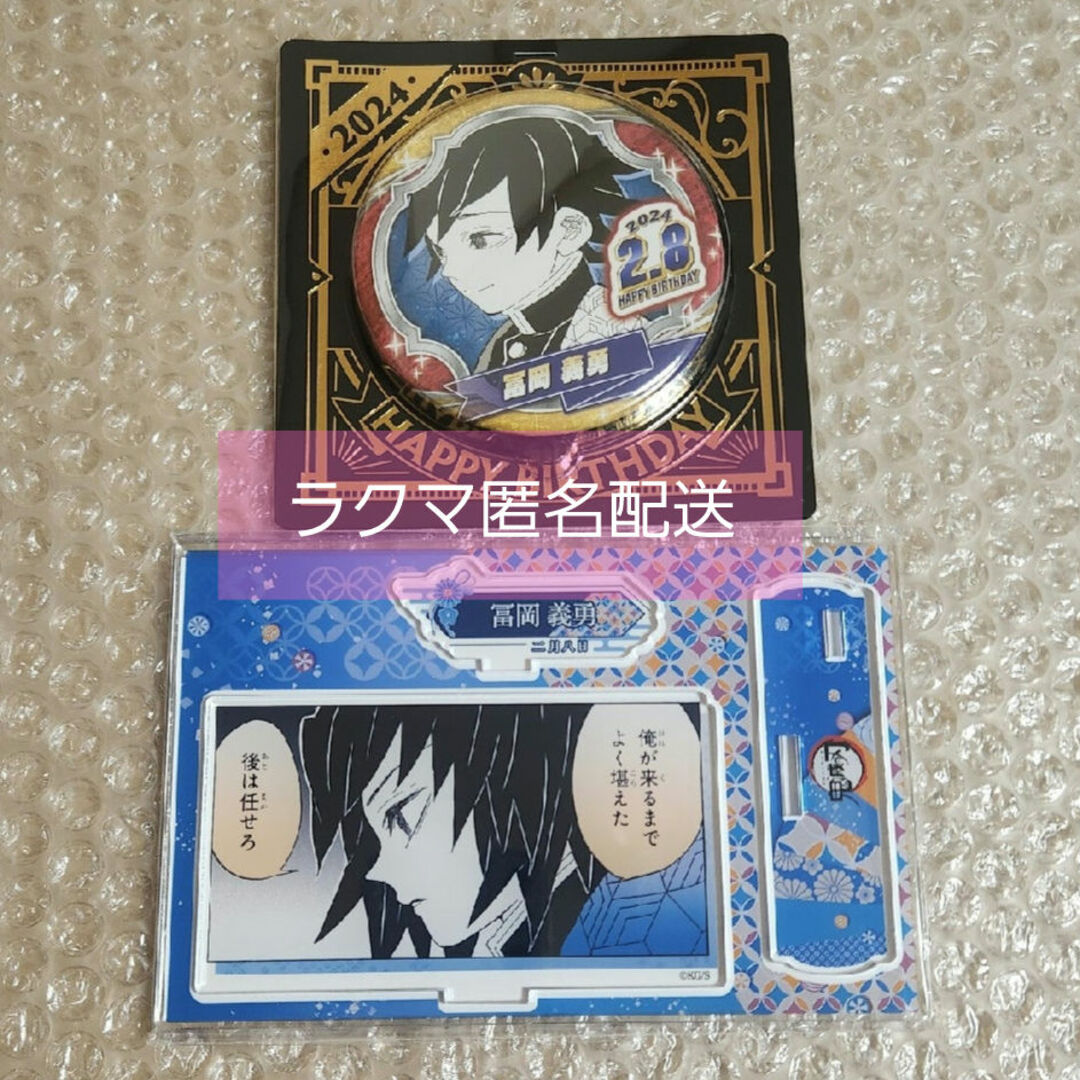 2024
2024
2.8
HAPPY BIRTHDAY
冨岡 義勇
HAPPY BIRTHDAY
ラクマ匿名配送
冨岡 義勇
二月八日
俺が来るまで
よく堪えた
後は任せろ
©KG/S